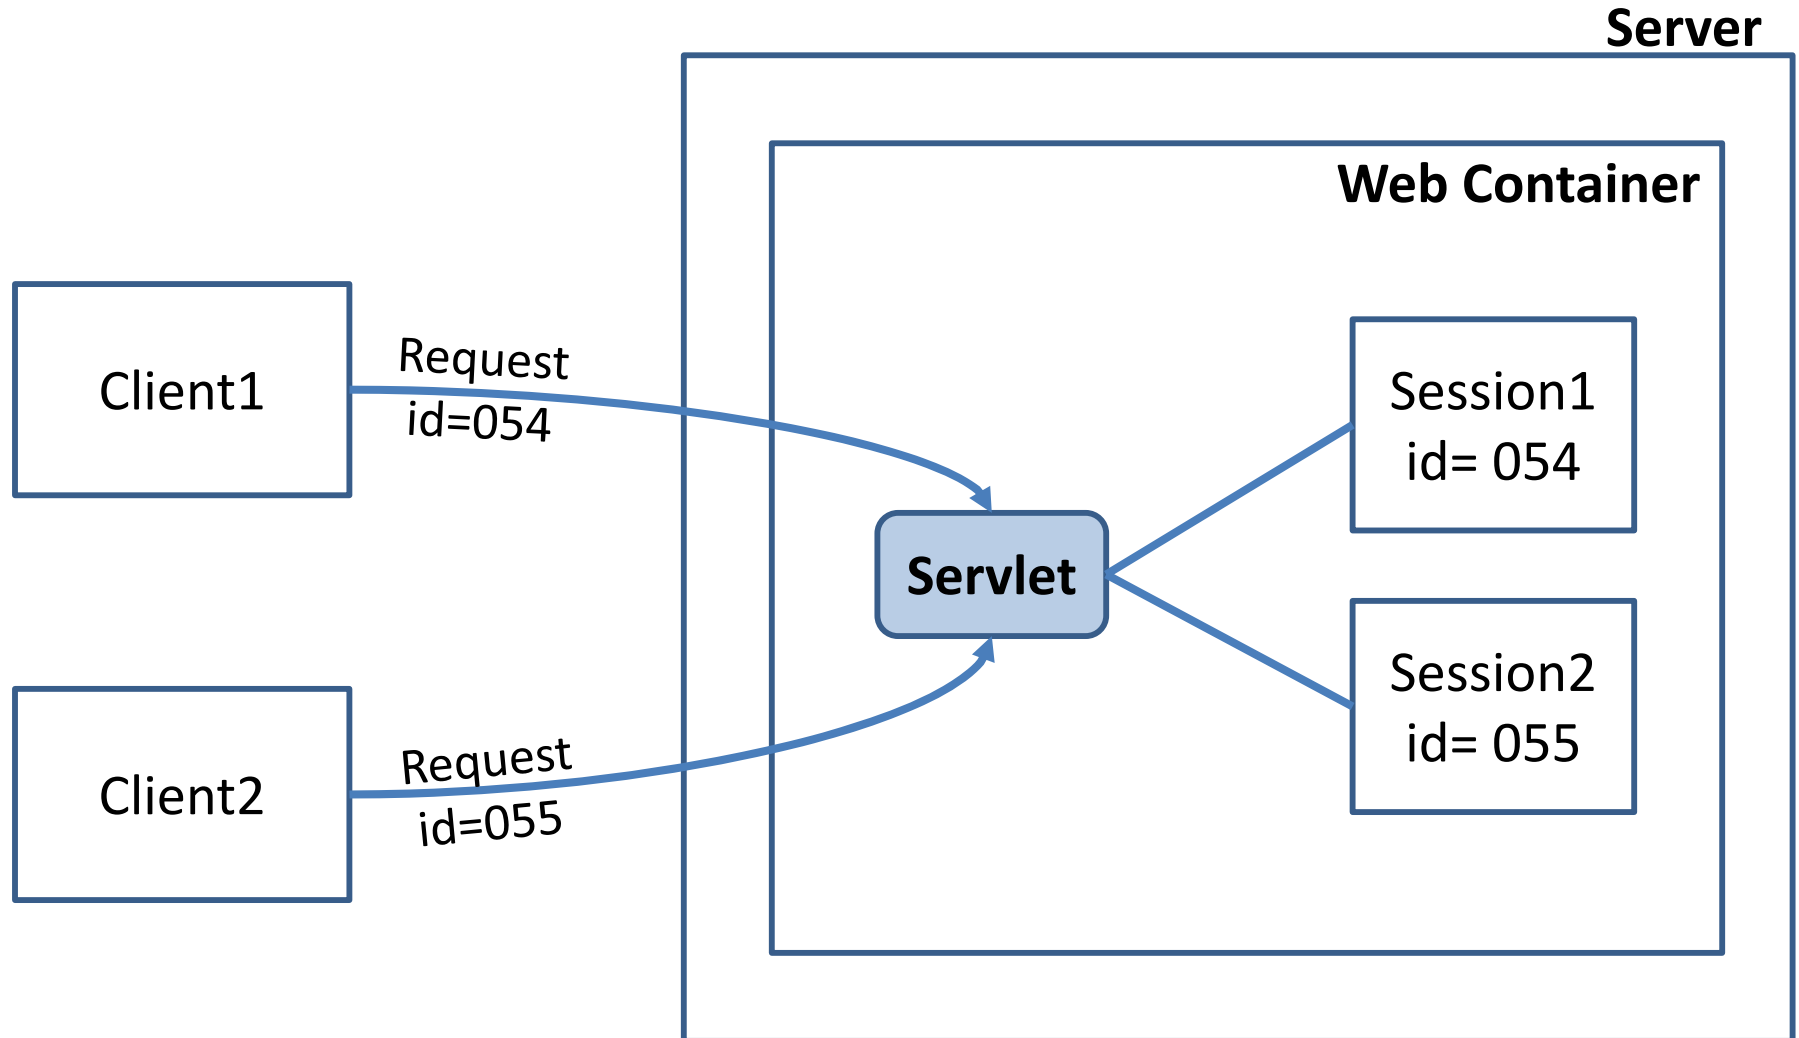 Server
Web Container
Client1
Request
id=054
Session1
id= 054
Servlet
Client2
Request
id=055
Session2
id= 055